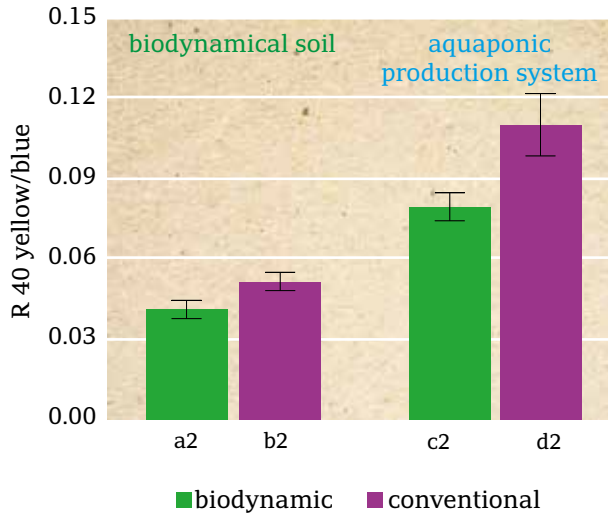 0.15
biodynamical soil
aquaponic
production system
0.12
0.09
0.06
0.03
0.00
R 40 yellow/blue
a2
b2
c2
d2
biodynamic
conventional